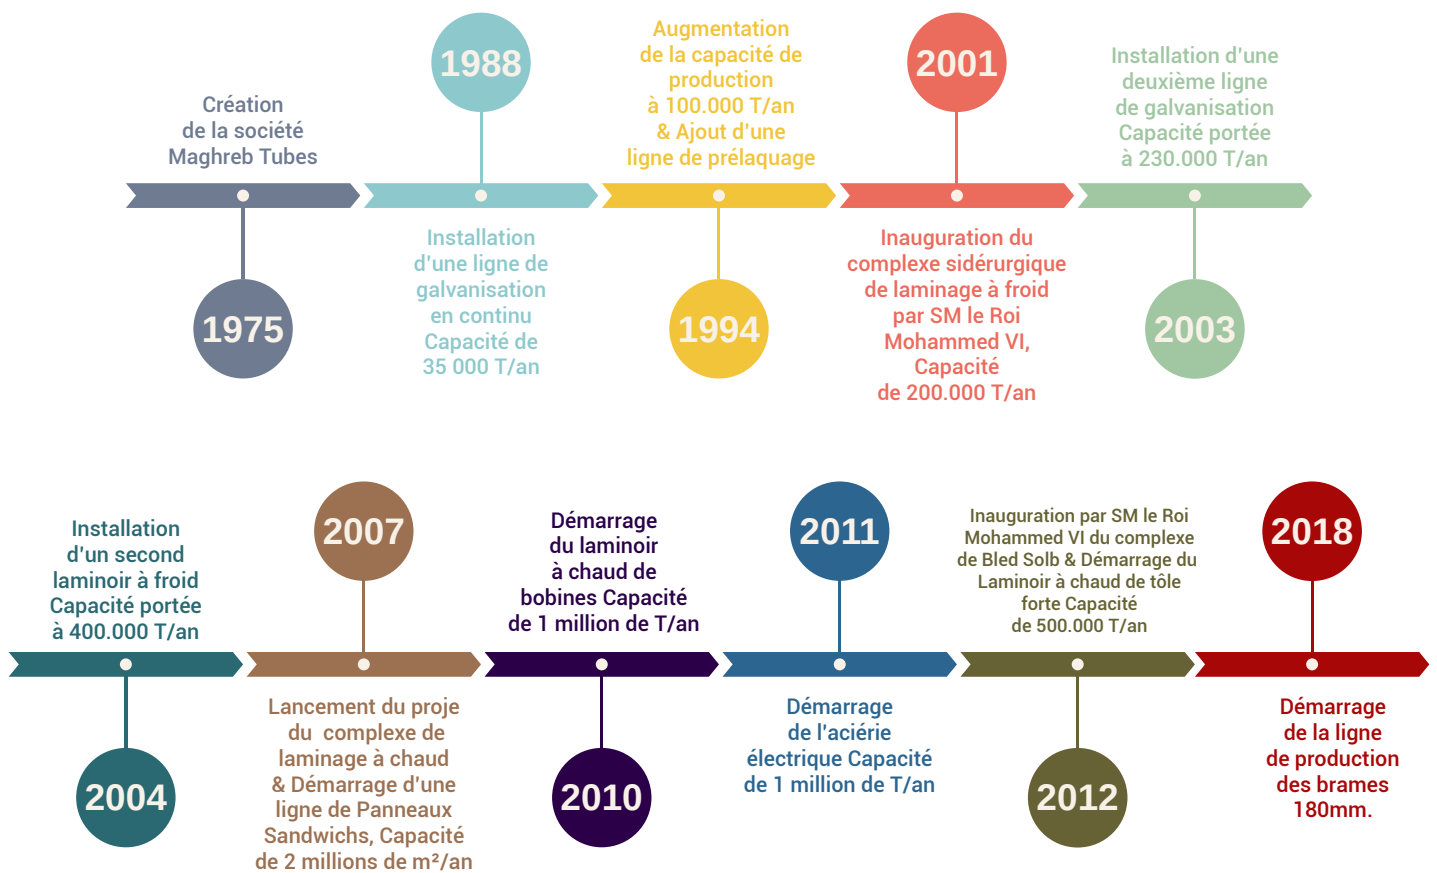 Création
de la société
Maghreb Tubes
1975
1988
Installation
d'une ligne de
galvanisation
en continu
Capacité de
35 000 T/an
Augmentation
de la capacité de
production
à 100.000 T/an
& Ajout d'une
ligne de prélaquage
1994
2001
Inauguration du
complexe sidérurgique
de laminage à froid
par SM le Roi
Mohammed VI,
Capacité
de 200.000 T/an
Installation d'une
deuxième ligne
de galvanisation
Capacité portée
à 230.000 T/an
2003
Installation
d'un second
laminoir à froid
Capacité portée
à 400.000 T/an
2004
2007
Lancement du proje
du  complexe de
laminage à chaud
& Démarrage d'une
ligne de Panneaux
Sandwichs, Capacité
de 2 millions de m²/an
Démarrage
du laminoir
à chaud de
bobines Capacité
de 1 million de T/an
2010
2011
Démarrage
de l'aciérie
électrique Capacité
de 1 million de T/an
Inauguration par SM le Roi
Mohammed VI du complexe
de Bled Solb & Démarrage du
Laminoir à chaud de tôle
forte Capacité
de 500.000 T/an
2012
2018
Démarrage
de la ligne
de production
des brames
180mm.